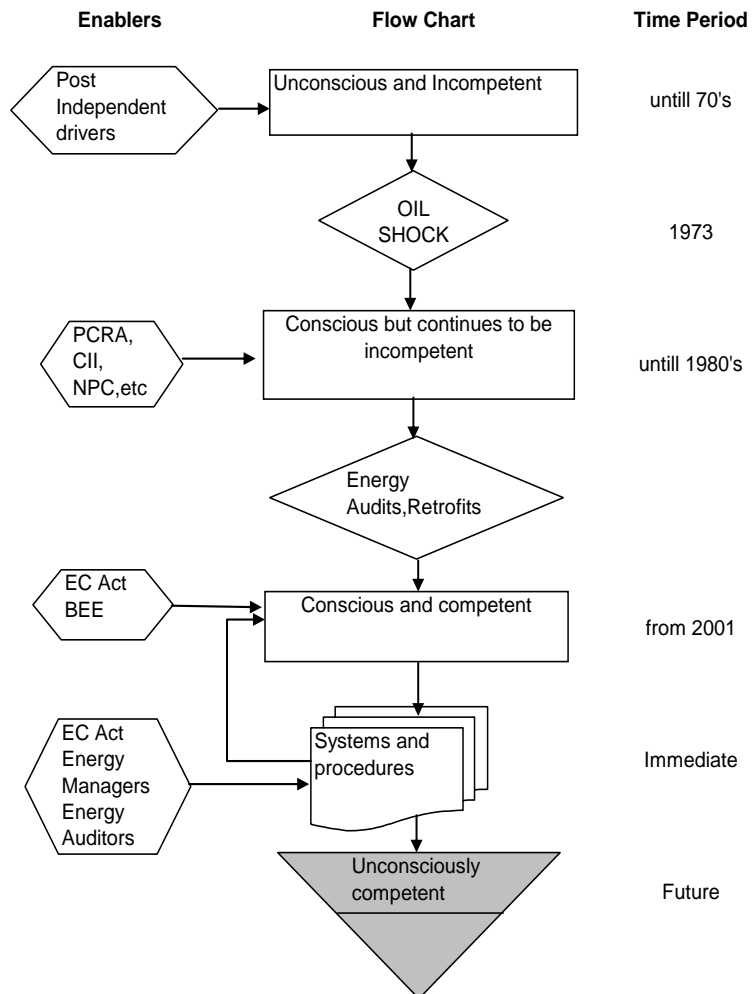 Enablers Flow Chart Time Period
Post
Independent
drivers
Unconscious and Incompetent
untill 70's
OIL
SHOCK
1973
PCRA,
CII,
NPC,etc
Conscious but continues to be
incompetent
untill 1980's
Energy
Audits,Retrofits
EC Act
BEE
Conscious and competent
from 2001
EC Act
Energy
Managers
Energy
Auditors
Systems and
procedures
Immediate
Unconsciously
competent
Future